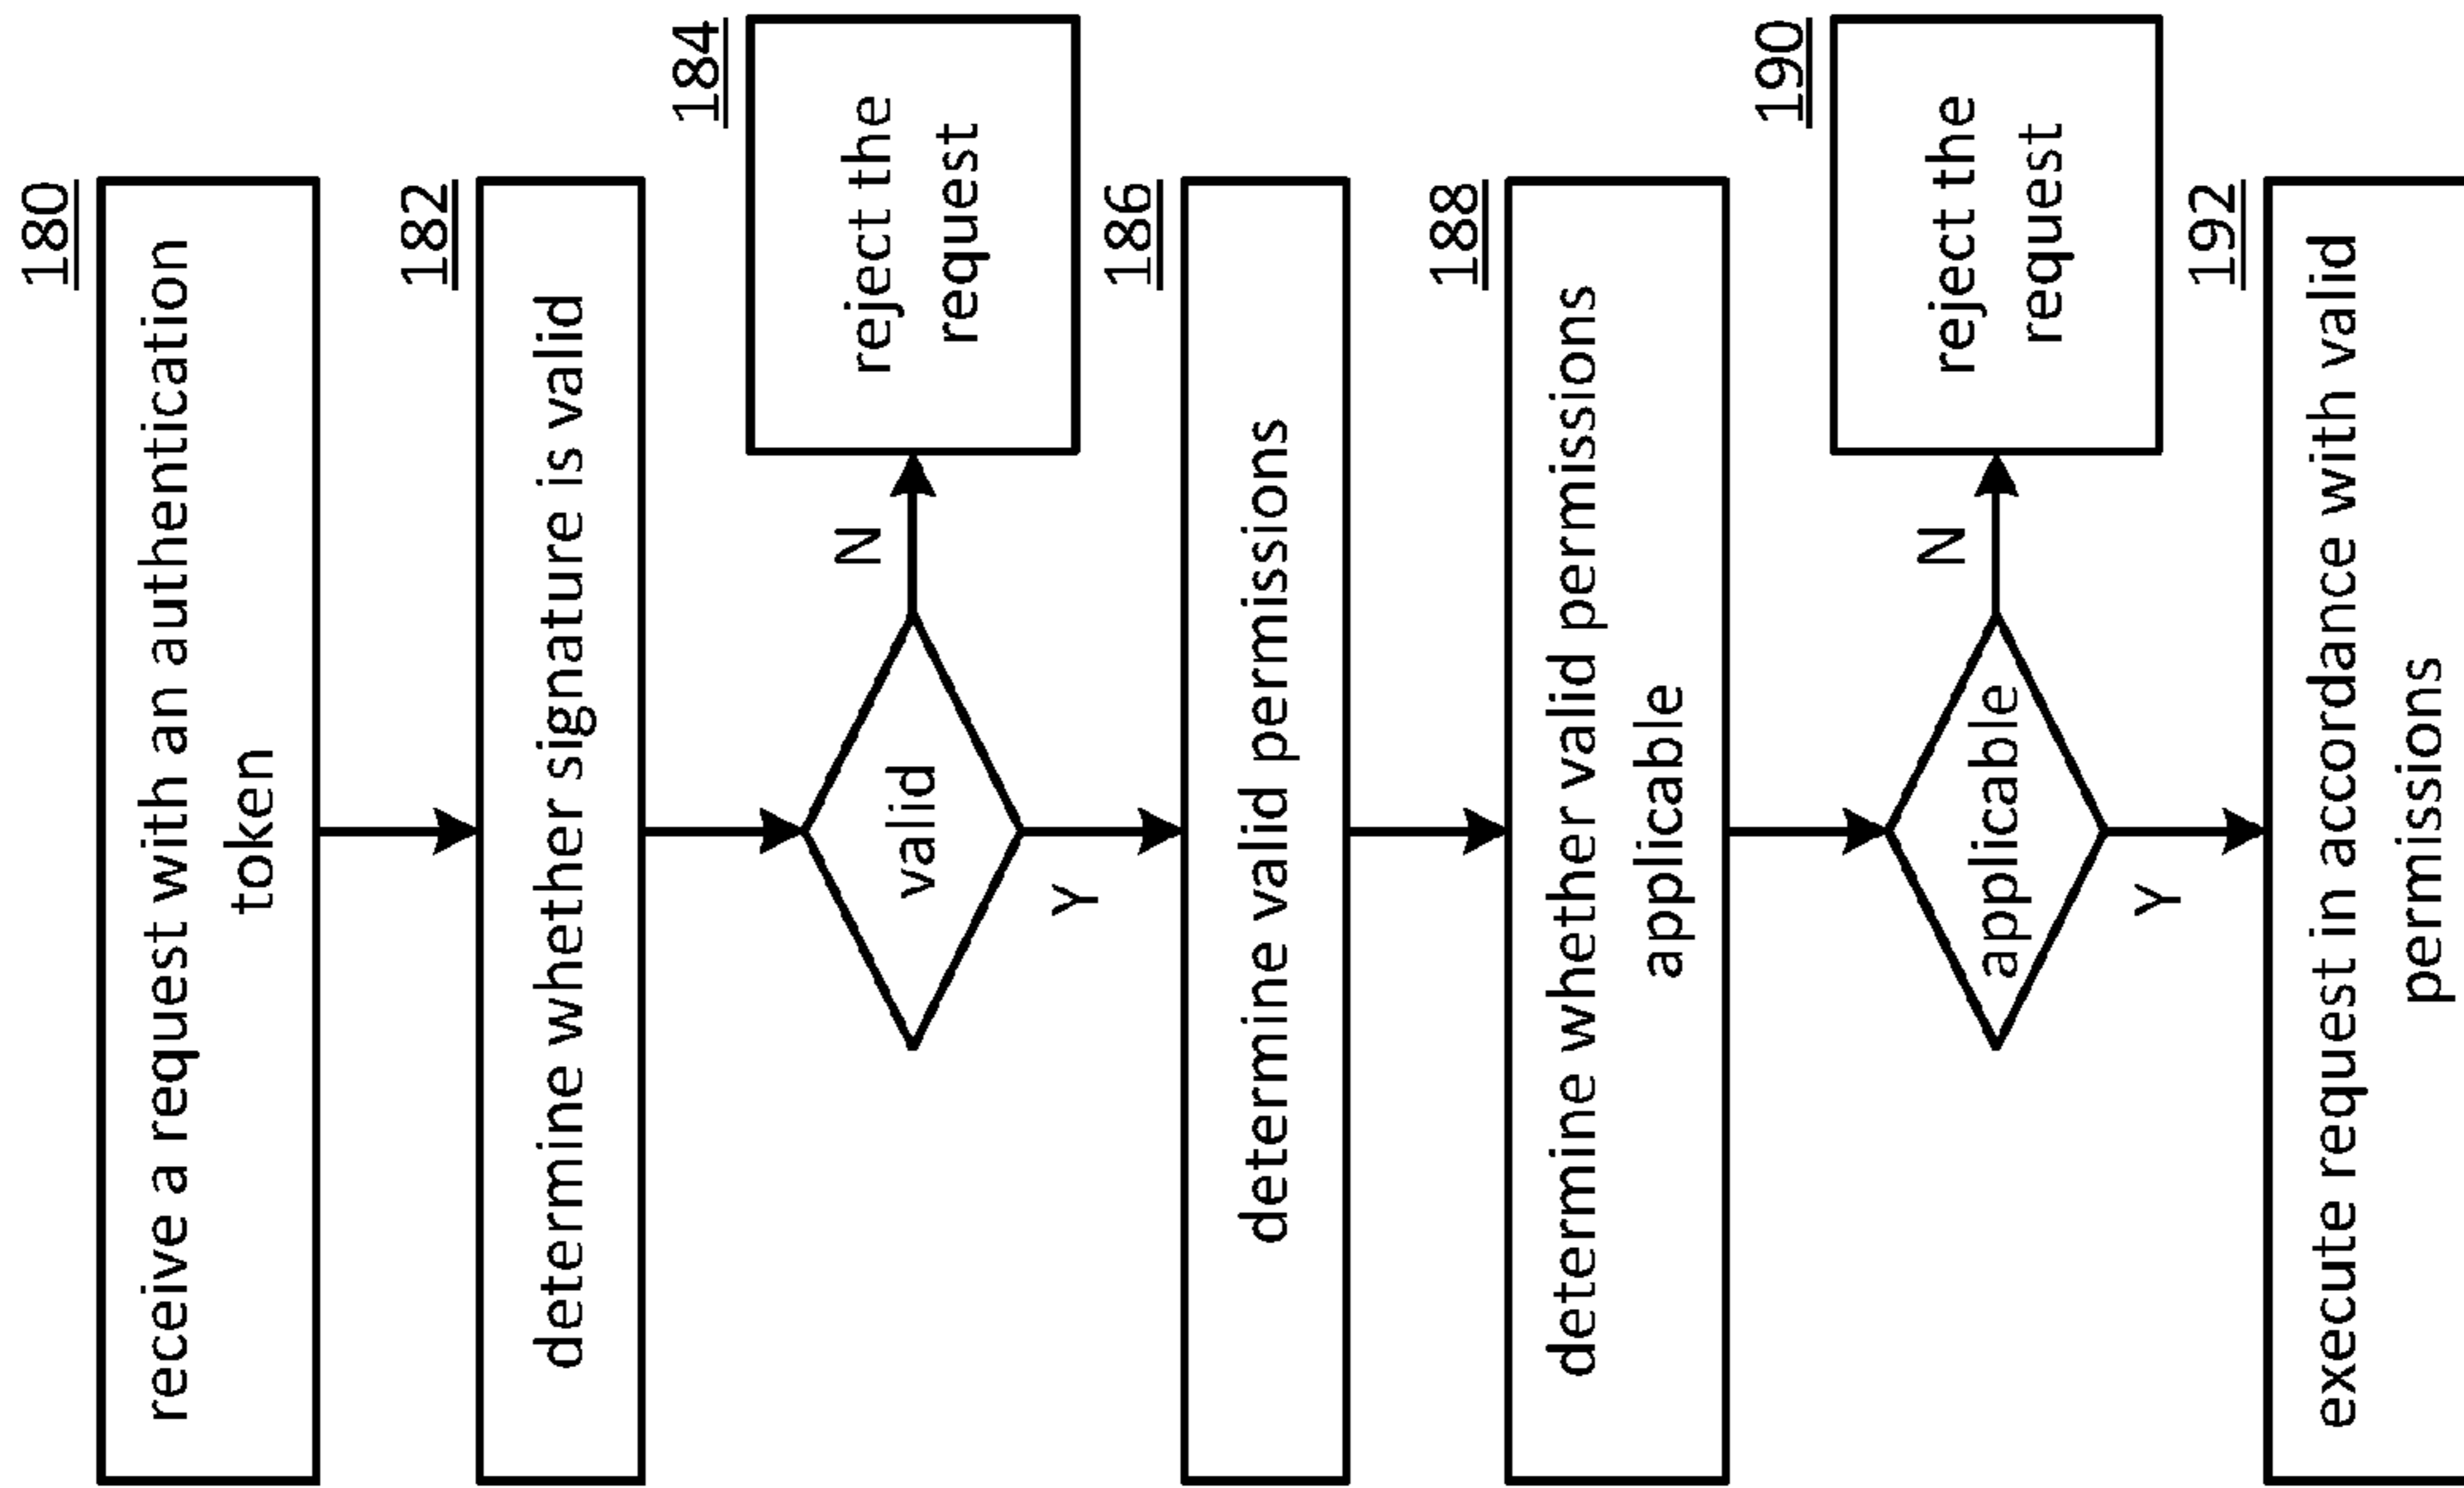 180
receive a request with an authentication
token
182
determine whether signature is valid
valid
N
184
reject the
request
Y
186
determine valid permissions
188
determine whether valid permissions
applicable
applicable
N
190
reject the
request
Y
192
execute request in accordance with valid
permissions